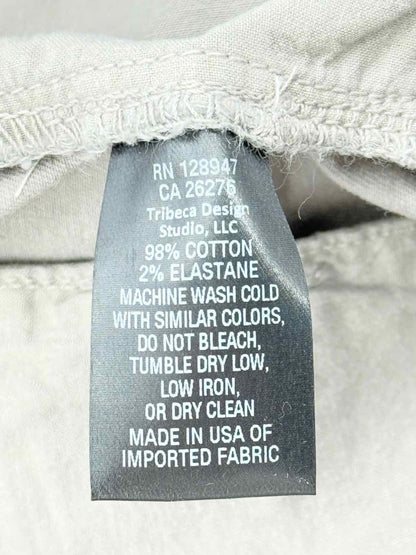 RN 128947
CA 26276
Tribeca Design
Studio, LLC
98% COTTON
2% ELASTANE
MACHINE WASH COLD
WITH SIMILAR COLORS,
DO NOT BLEACH,
TUMBLE DRY LOW,
LOW IRON,
OR DRY CLEAN
MADE IN USA OF
IMPORTED FABRIC